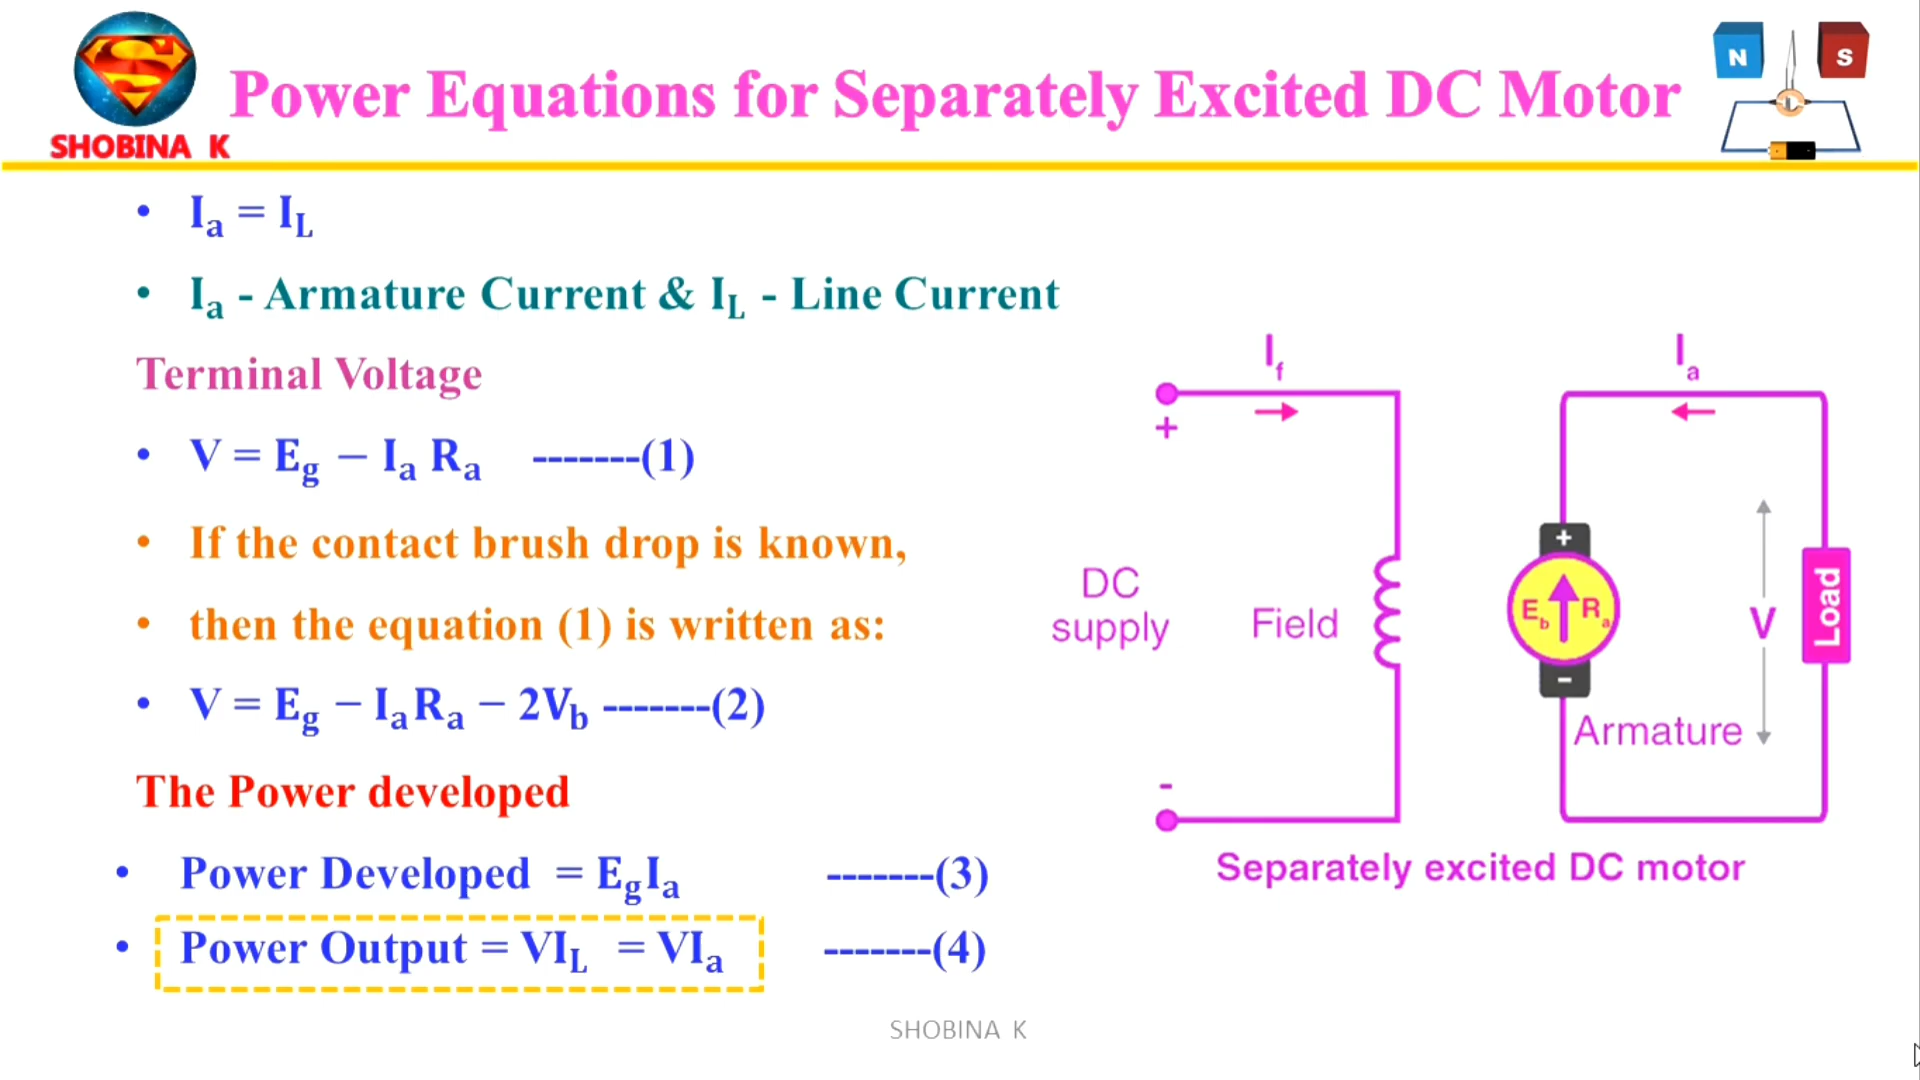 Power Equations for Separately Excited DC Motor
SHOBINA K
N
S
• Ia = IL
• Ia - Armature Current & IL - Line Current
Terminal Voltage
• V = Eg − Ia Ra -------(1)
• If the contact brush drop is known,
• then the equation (1) is written as:
• V = Eg − IaRa − 2Vb -------(2)
The Power developed
• Power Developed = EgIa -------(3)
• Power Output = VIL = VIa -------(4)
If
+
DC
supply
Field
-
Ia
+
Eb
Ra
-
Armature
V
Load
Separately excited DC motor
SHOBINA K